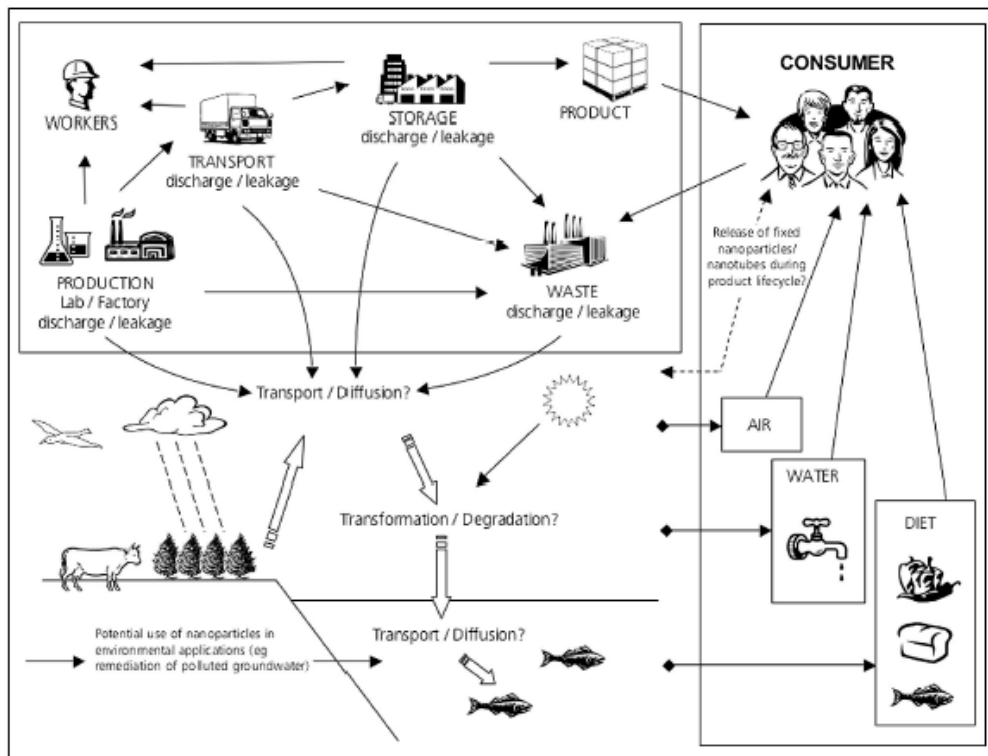 WORKERS
TRANSPORT
discharge / leakage
STORAGE
discharge / leakage
PRODUCT
PRODUCTION
Lab / Factory
discharge / leakage
WASTE
discharge / leakage
CONSUMER
Release of fixed
nanoparticles/
nanotubes during
product lifecycle?
Transport / Diffusion?
AIR
WATER
Transformation / Degradation?
DIET
Potential use of nanoparticles in
environmental applications (eg
remediation of polluted groundwater)
Transport / Diffusion?